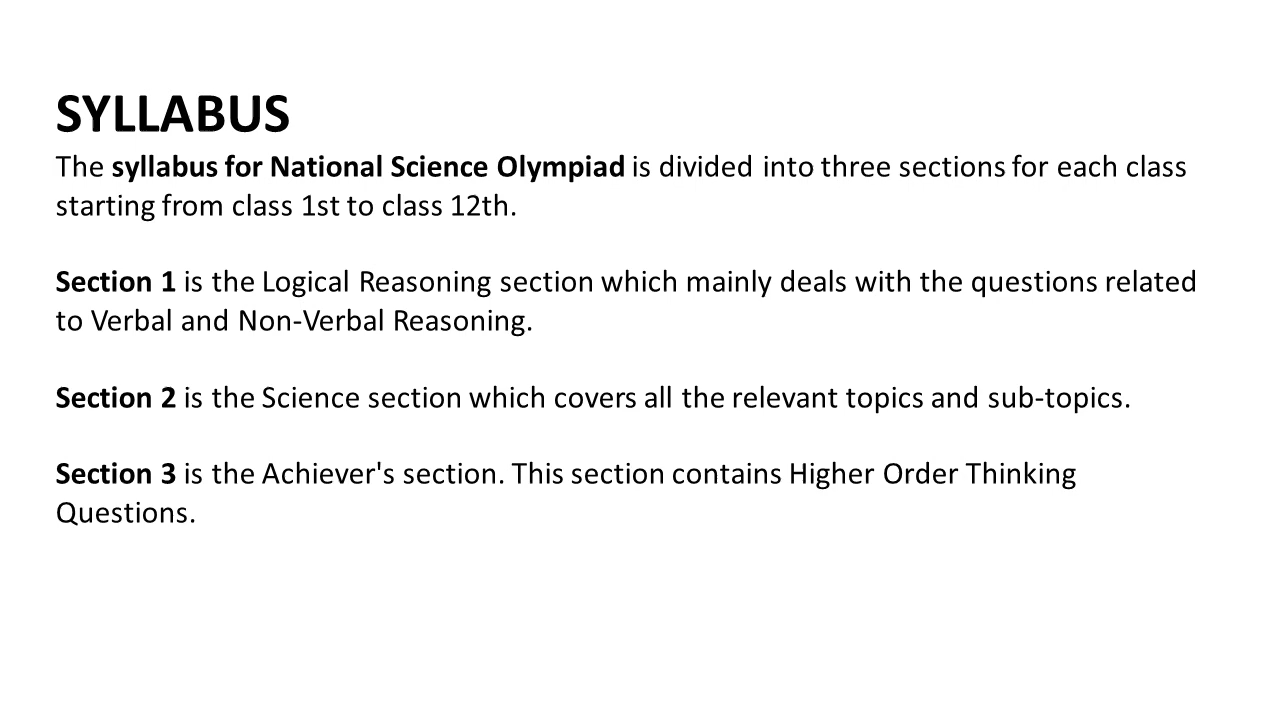 SYLLABUS
The syllabus for National Science Olympiad is divided into three sections for each class
starting from class 1st to class 12th.
Section 1 is the Logical Reasoning section which mainly deals with the questions related
to Verbal and Non-Verbal Reasoning.
Section 2 is the Science section which covers all the relevant topics and sub-topics.
Section 3 is the Achiever's section. This section contains Higher Order Thinking
Questions.